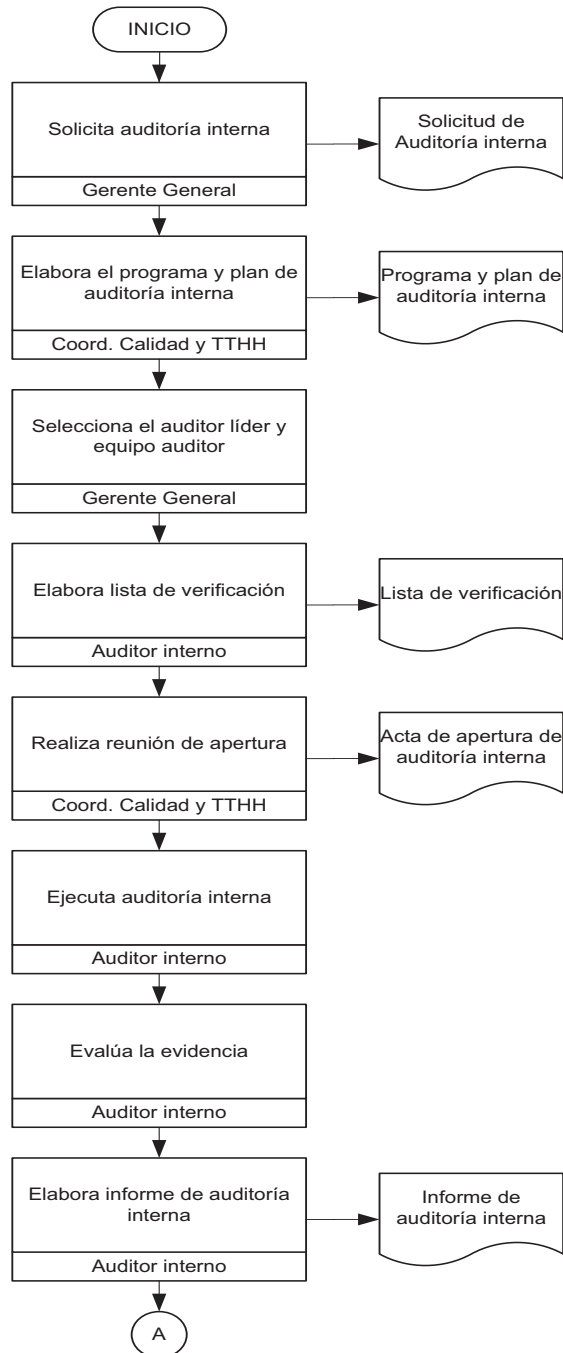 INICIO
Solicita auditoría interna
Gerente General
Solicitud de
Auditoría interna
Elabora el programa y plan de
auditoría interna
Coord. Calidad y TTHH
Programa y plan de
auditoría interna
Selecciona el auditor líder y
equipo auditor
Gerente General
Elabora lista de verificación
Auditor interno
Lista de verificación
Realiza reunión de apertura
Coord. Calidad y TTHH
Acta de apertura de
auditoría interna
Ejecuta auditoría interna
Auditor interno
Evalúa la evidencia
Auditor interno
Elabora informe de auditoría
interna
Auditor interno
Informe de
auditoría interna
A